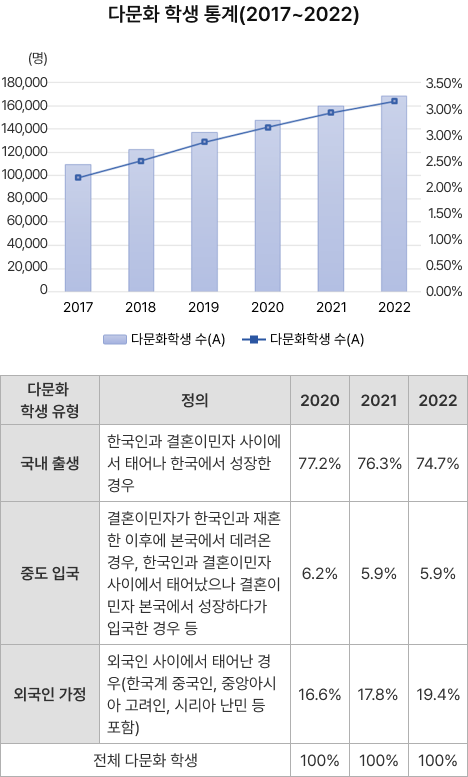 다문화 학생 통계(2017~2022)
(명)
180,000
160,000
140,000
120,000
100,000
80,000
60,000
40,000
20,000
0
3.50%
3.00%
3.00%
2.50%
2.00%
1.50%
1.00%
0.50%
0.00%
2017 2018 2019 2020 2021 2022
다문화학생 수(A) 다문화학생 수(A)
다문화
학생 유형
정의 2020 2021 2022
국내 출생
한국인과 결혼이민자 사이에
서 태어나 한국에서 성장한
경우
77.2% 76.3% 74.7%
중도 입국
결혼이민자가 한국인과 재혼
한 이후에 본국에서 데려온
경우, 한국인과 결혼이민자
사이에서 태어났으나 결혼이
민자 본국에서 성장하다가
입국한 경우 등
6.2% 5.9% 5.9%
외국인 가정
외국인 사이에서 태어난 경
우(한국계 중국인, 중앙아시
아 고려인, 시리아 난민 등
포함)
16.6% 17.8% 19.4%
전체 다문화 학생 100% 100% 100%